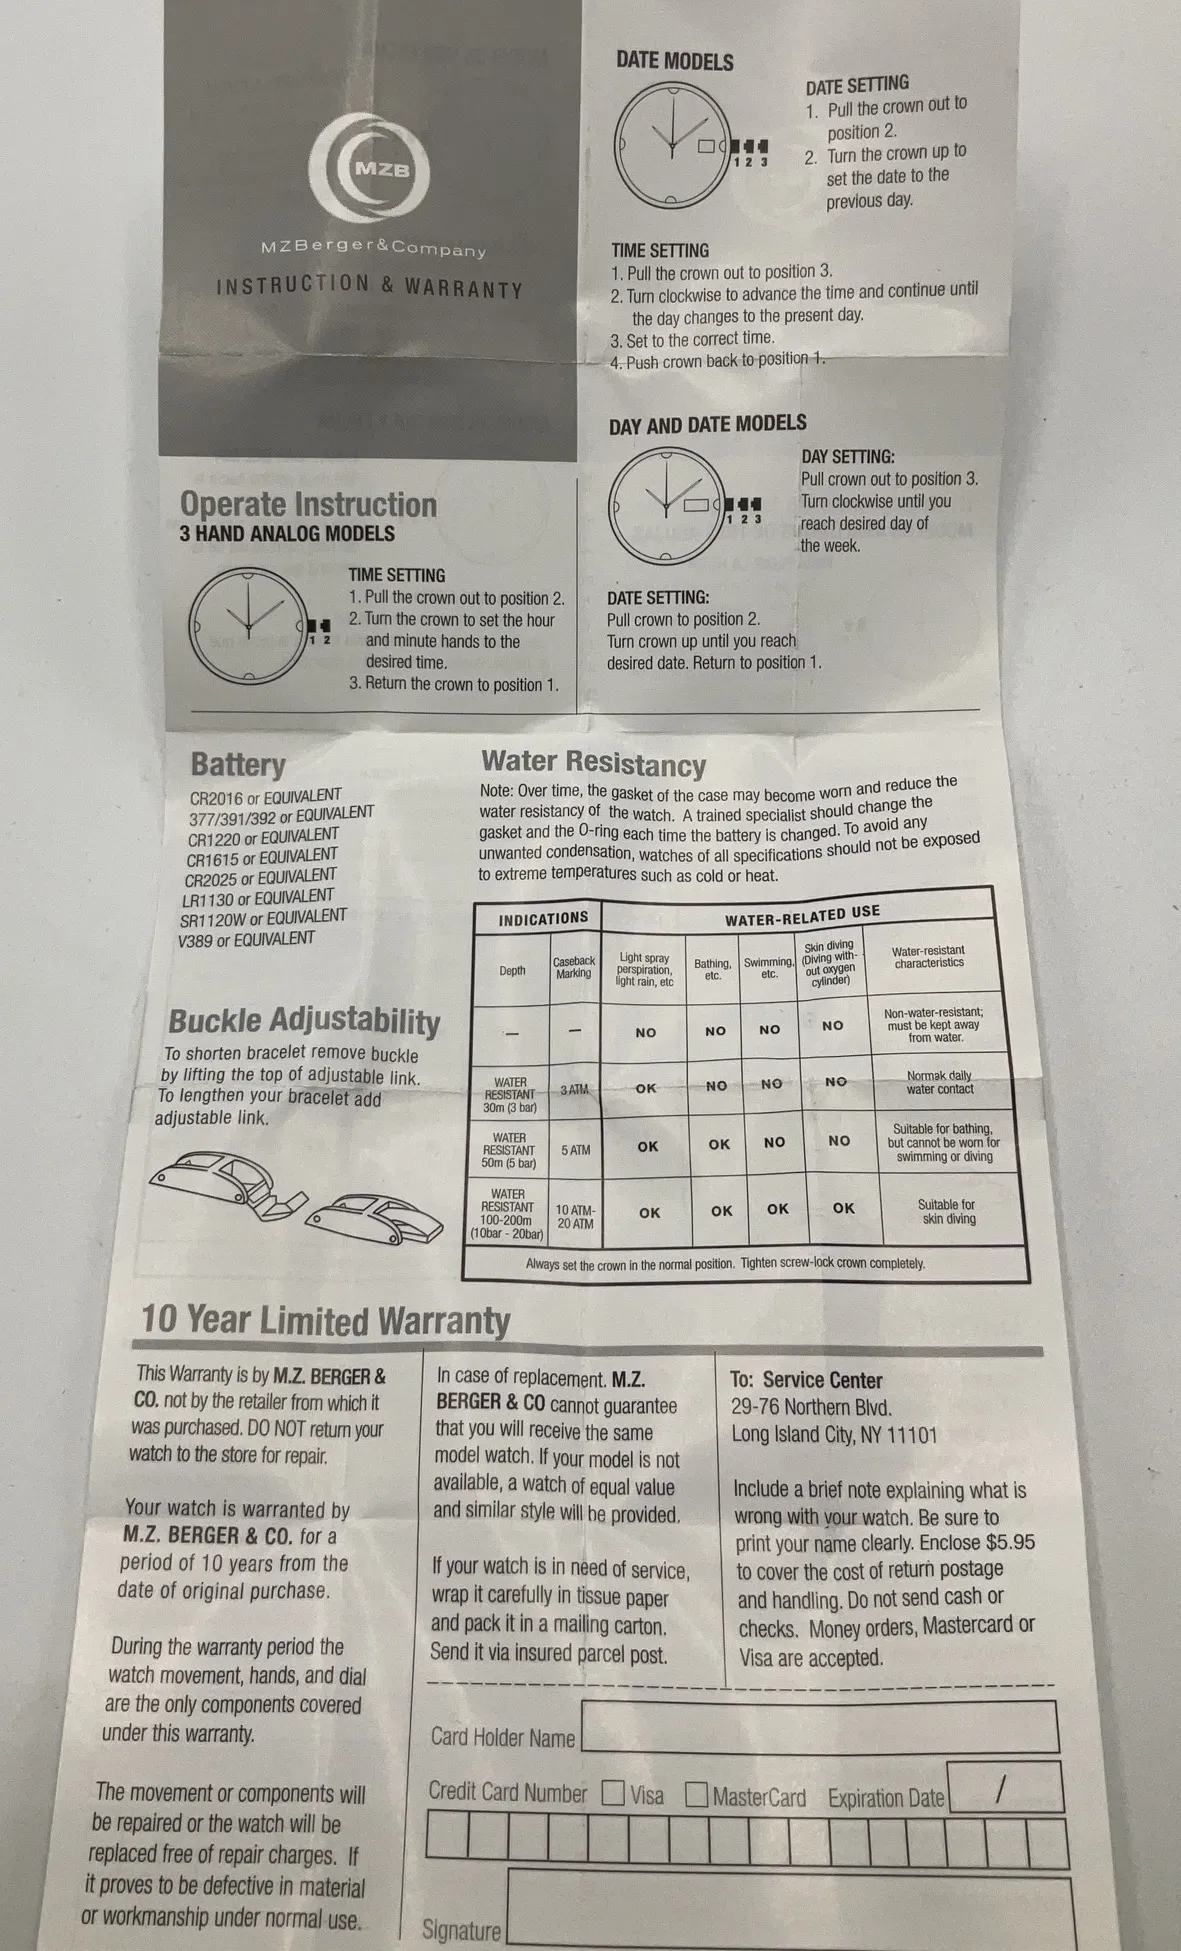 MZB
MZBerger&Company
INSTRUCTION & WARRANTY
Operate Instruction
3 HAND ANALOG MODELS
1 2
TIME SETTING
1. Pull the crown out to position 2.
2. Turn the crown to set the hour
and minute hands to the
desired time.
3. Return the crown to position 1.
DATE MODELS
1 2 3
DATE SETTING
1. Pull the crown out to
position 2.
2. Turn the crown up to
set the date to the
previous day.
TIME SETTING
1. Pull the crown out to position 3.
2. Turn clockwise to advance the time and continue until
the day changes to the present day.
3. Set to the correct time.
4. Push crown back to position 1.
DAY AND DATE MODELS
1 2 3
DAY SETTING:
Pull crown out to position 3.
Turn clockwise until you
reach desired day of
the week.
DATE SETTING:
Pull crown to position 2.
Turn crown up until you reach
desired date. Return to position 1.
Battery
CR2016 or EQUIVALENT
377/391/392 or EQUIVALENT
CR1220 or EQUIVALENT
CR1615 or EQUIVALENT
CR2025 or EQUIVALENT
LR1130 or EQUIVALENT
SR1120W or EQUIVALENT
V389 or EQUIVALENT
Buckle Adjustability
To shorten bracelet remove buckle
by lifting the top of adjustable link.
To lengthen your bracelet add
adjustable link.
Water Resistancy
Note: Over time, the gasket of the case may become worn and reduce the
water resistancy of the watch. A trained specialist should change the
gasket and the O-ring each time the battery is changed. To avoid any
unwanted condensation, watches of all specifications should not be exposed
to extreme temperatures such as cold or heat.
INDICATIONS
WATER-RELATED USE
Depth
Caseback
Marking
Light spray
perspiration,
light rain, etc
Bathing,
etc.
Swimming,
etc.
Skin diving
(Diving with-
out oxygen
cylinder)
Water-resistant
characteristics
—
—
NO
NO
NO
NO
Non-water-resistant;
must be kept away
from water.
WATER
RESISTANT
30m (3 bar)
3 ATM
OK
NO
NO
NO
Normak daily
water contact
WATER
RESISTANT
50m (5 bar)
5 ATM
OK
OK
NO
NO
Suitable for bathing,
but cannot be worn for
swimming or diving
WATER
RESISTANT
100-200m
(10bar - 20bar)
10 ATM-
20 ATM
OK
OK
OK
OK
Suitable for
skin diving
Always set the crown in the normal position. Tighten screw-lock crown completely.
10 Year Limited Warranty
This Warranty is by M.Z. BERGER &
CO. not by the retailer from which it
was purchased. DO NOT return your
watch to the store for repair.
Your watch is warranted by
M.Z. BERGER & CO. for a
period of 10 years from the
date of original purchase.
During the warranty period the
watch movement, hands, and dial
are the only components covered
under this warranty.
The movement or components will
be repaired or the watch will be
replaced free of repair charges. If
it proves to be defective in material
or workmanship under normal use.
In case of replacement. M.Z.
BERGER & CO cannot guarantee
that you will receive the same
model watch. If your model is not
available, a watch of equal value
and similar style will be provided.
If your watch is in need of service,
wrap it carefully in tissue paper
and pack it in a mailing carton.
Send it via insured parcel post.
To: Service Center
29-76 Northern Blvd.
Long Island City, NY 11101
Include a brief note explaining what is
wrong with your watch. Be sure to
print your name clearly. Enclose $5.95
to cover the cost of return postage
and handling. Do not send cash or
checks. Money orders, Mastercard or
Visa are accepted.
Card Holder Name
Credit Card Number Visa MasterCard Expiration Date /
Signature